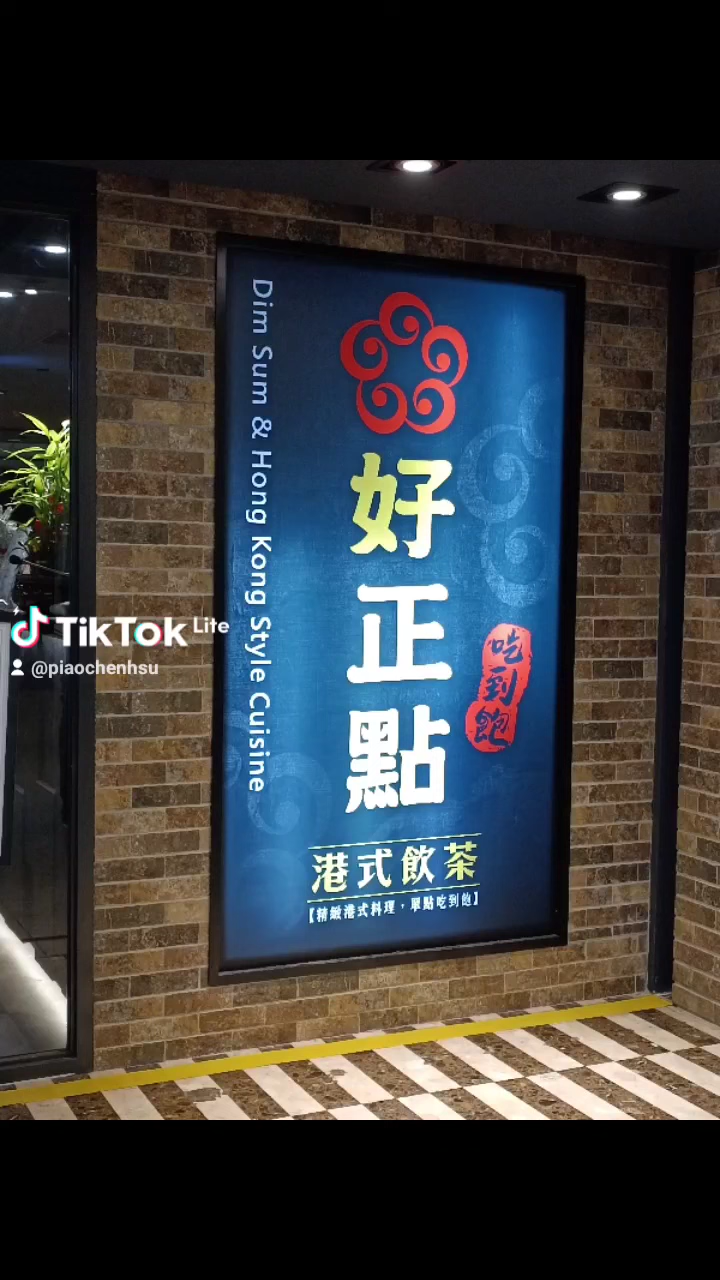 Dim Sum & Hong Kong Style Cuisine
好正點
吃到飽
港式飲茶
【精緻港式料理，單點吃到飽】
TikTok Lite
@piaochenhsu